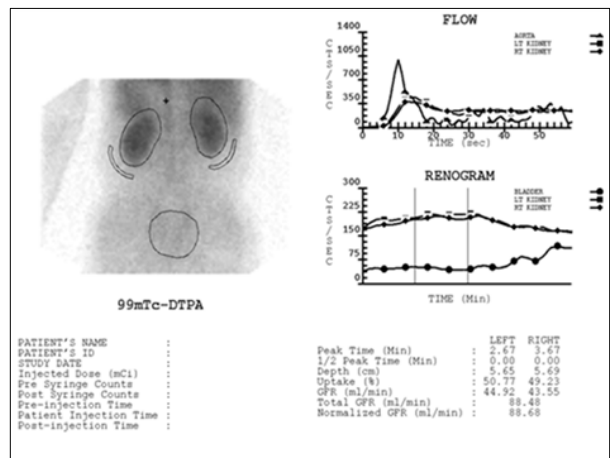 FLOW
CTS/SEC
1400
1050
700
350
0
AORTA
LT KIDNEY
RT KIDNEY
0 10 20 30 40 50
TIME (sec)
RENOGRAM
CTS/SEC
300
225
150
75
0
BLADDER
LT KIDNEY
RT KIDNEY
TIME (Min)
99mTc-DTPA
PATIENT'S NAME :
PATIENT'S ID :
STUDY DATE :
Injected Dose (mCi) :
Pre Syringe Counts :
Post Syringe Counts :
Pre-injection Time :
Patient Injection Time :
Post-injection Time :
LEFT RIGHT
Peak Time (Min) : 2.67 3.67
1/2 Peak Time (Min) : 0.00 0.00
Depth (cm) : 5.65 5.69
Uptake (%) : 50.77 49.23
GFR (ml/min) : 44.92 43.55
Total GFR (ml/min) : 88.48
Normalized GFR (ml/min) : 88.68